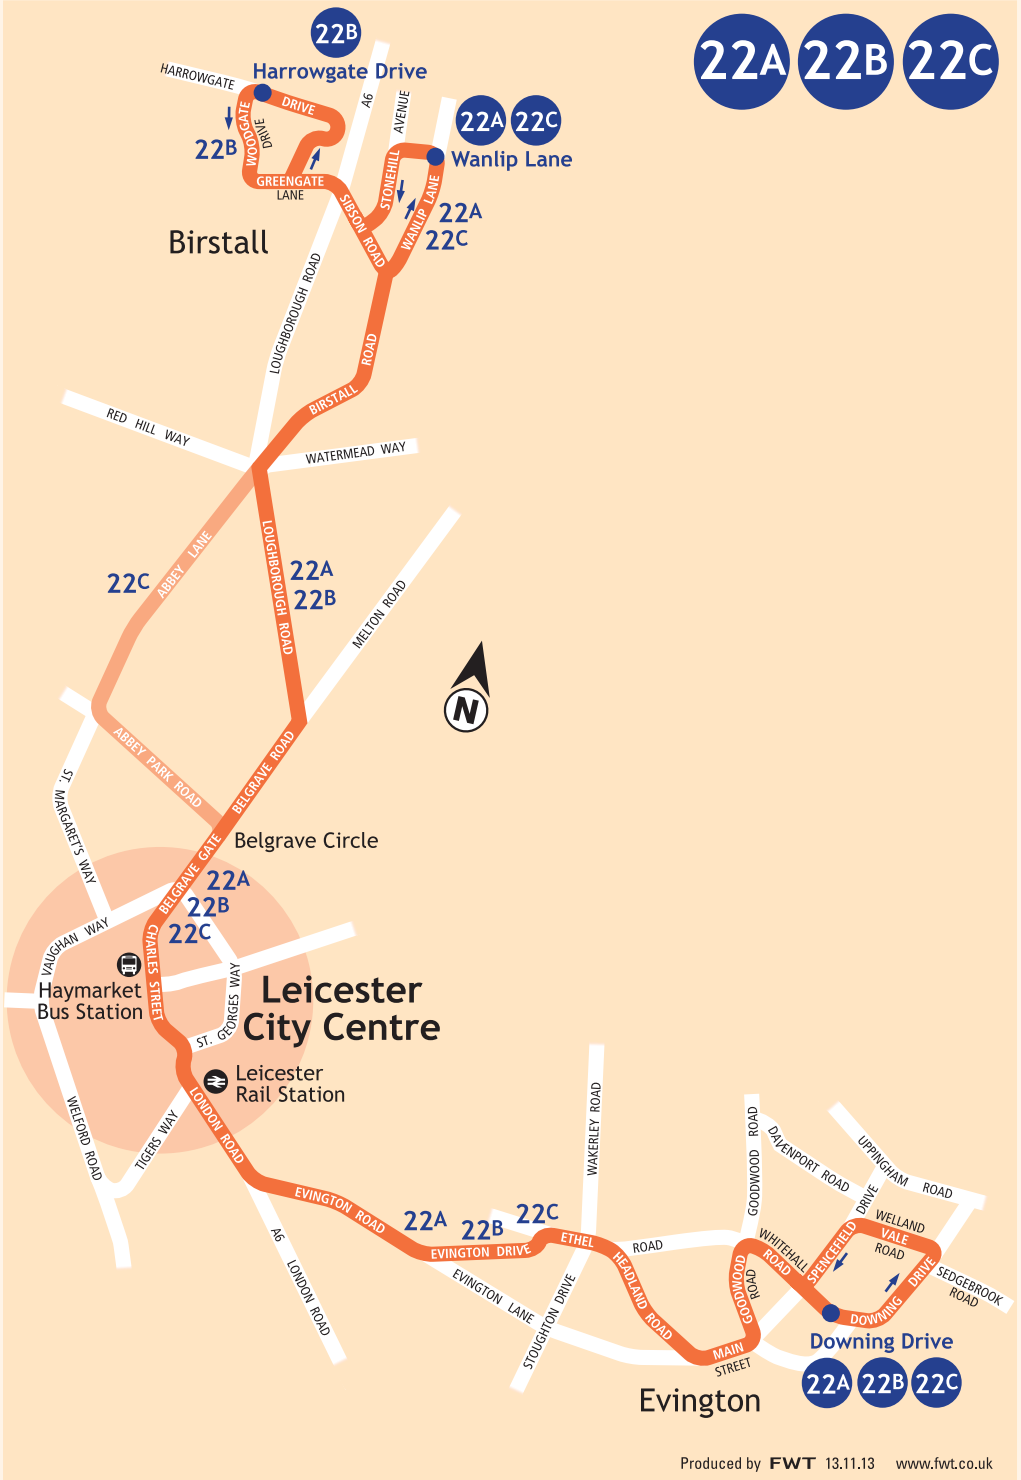 22B
22A 22B 22C
Harrowgate Drive
HARROWGATE
DRIVE
A6
AVENUE
22A 22C
Wanlip Lane
WOODGATE
DRIVE
22B
GREENGATE
LANE
STONEHILL
WANLIP LANE
SIBSON ROAD
22A
22C
Birstall
LOUGHBOROUGH ROAD
ROAD
BIRSTALL
RED HILL WAY
WATERMEAD WAY
ABBEY LANE
22C
LOUGHBOROUGH ROAD
22A
22B
MELTON ROAD
N
ABBEY PARK ROAD
BELGRAVE ROAD
ST. MARGARET'S WAY
Belgrave Circle
BELGRAVE GATE
22A
22B
22C
VAUGHAN WAY
CHARLES STREET
Haymarket
Bus Station
ST. GEORGES WAY
Leicester
City Centre
Leicester
Rail Station
LONDON ROAD
WELFORD ROAD
TIGERS WAY
EVINGTON ROAD
A6
LONDON ROAD
22A
22B
22C
EVINGTON DRIVE
ETHEL
ROAD
EVINGTON LANE
STOUGHTON DRIVE
WAKERLEY ROAD
HEADLAND ROAD
MAIN
STREET
GOODWOOD
ROAD
GOODWOOD ROAD
DAVENPORT ROAD
UPPINGHAM ROAD
WHITEHALL
ROAD
SPENCEFIELD
DRIVE
WELLAND
VALE
ROAD
DOWNING DRIVE
SEDGEBROOK
ROAD
Downing Drive
22A 22B 22C
Evington
Produced by FWT 13.11.13 www.fwt.co.uk